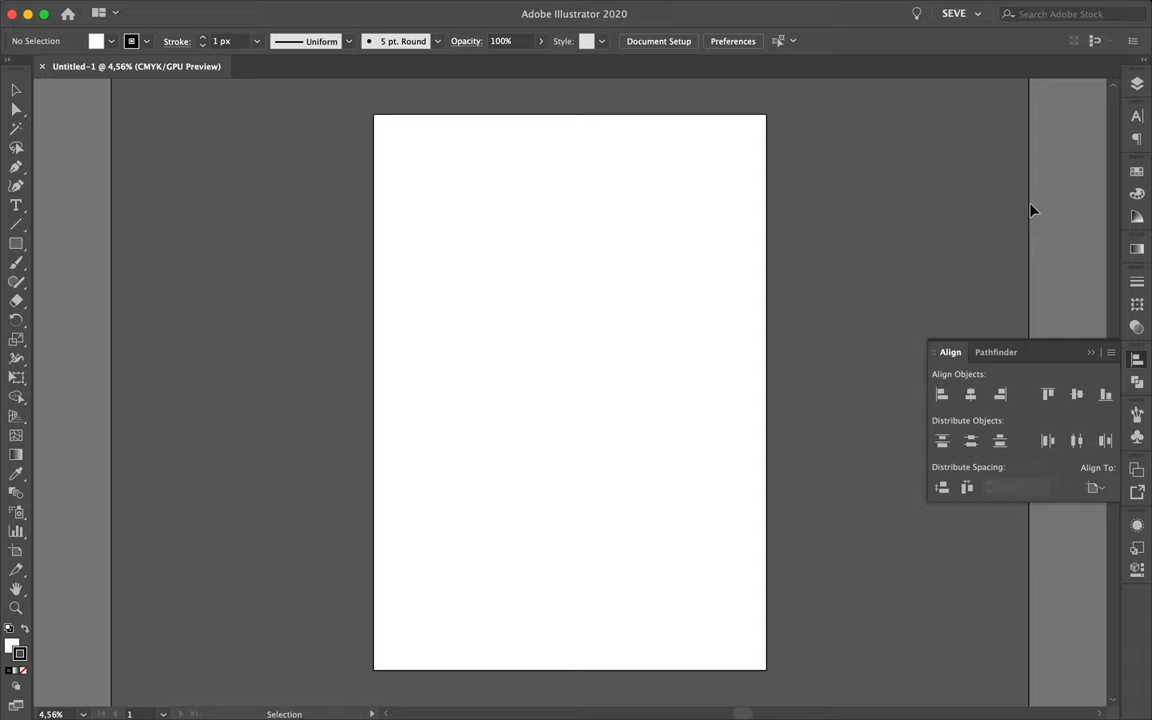 Adobe Illustrator 2020
SEVE
Search Adobe Stock
No Selection
Stroke:
1 px
Uniform
5 pt. Round
Opacity:
100%
Style:
Document Setup
Preferences
Untitled-1 @ 4,56% (CMYK/GPU Preview)
Align
Pathfinder
Align Objects:
Distribute Objects:
Distribute Spacing:
Align To:
4,56%
1
Selection